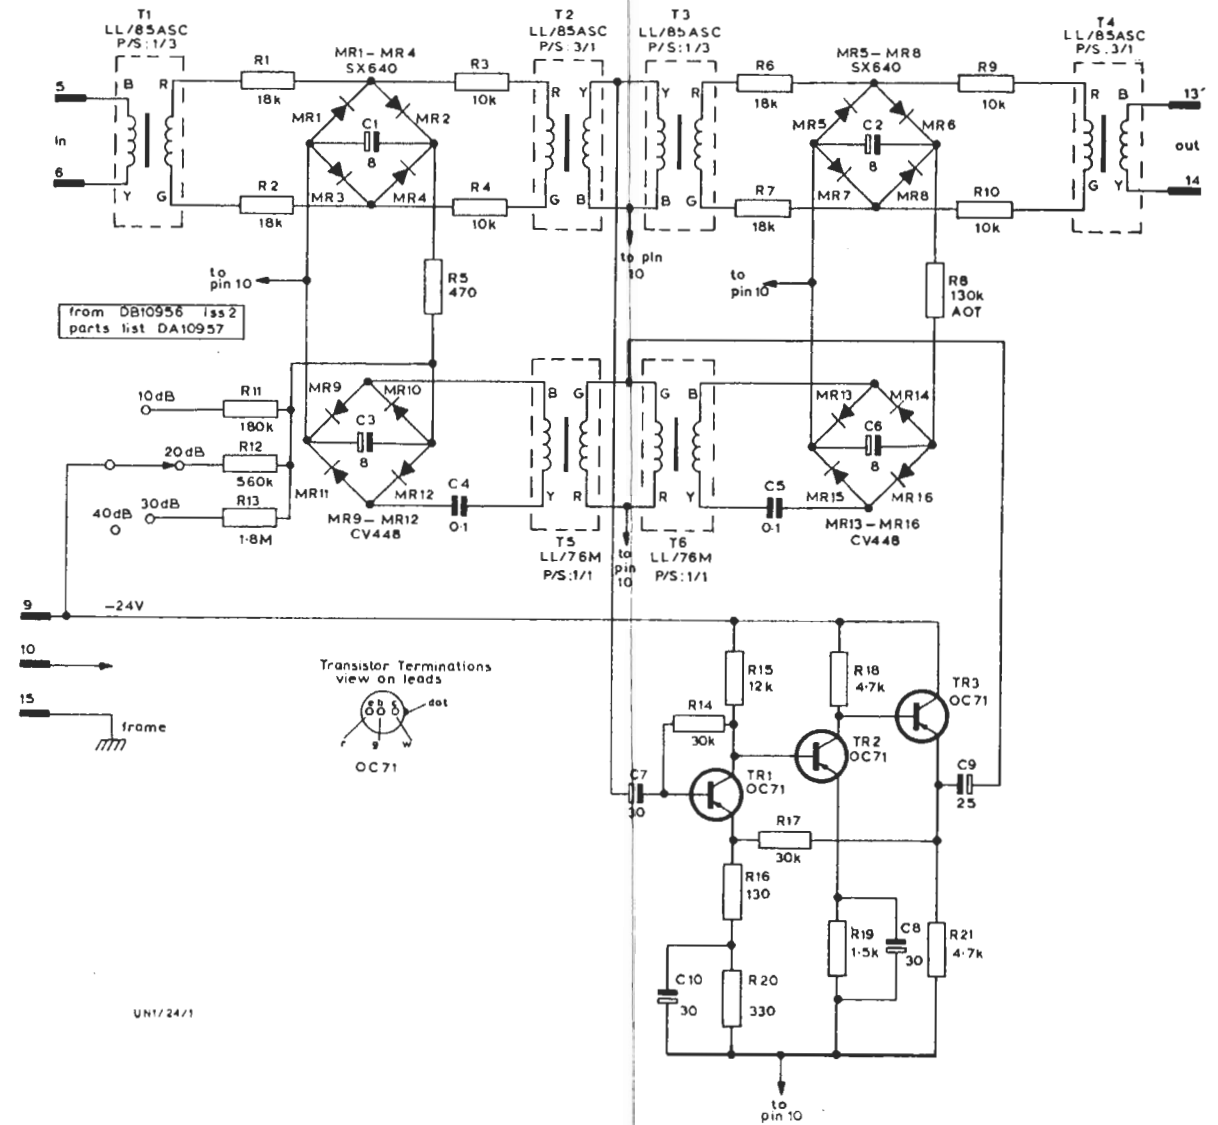 T1
LL/85ASC
P/S:1/3
T2
LL/85ASC
P/S:3/1
T3
LL/85ASC
P/S:1/3
T4
LL/85ASC
P/S.3/1
MR1-MR4
SX640
MR5-MR8
SX640
5
In
6
B
R
Y
G
R1
18k
R2
18k
MR1
MR2
MR3
MR4
C1
8
R3
10k
R4
10k
R
Y
G
B
Y
R
B
G
R6
18k
R7
18k
MR5
MR6
MR7
MR8
C2
8
R9
10k
R10
10k
R
B
G
Y
13'
out
14
to
pin 10
R5
470
to pin
10
to
pin 10
R8
130k
AOT
from DB10956 Iss2
parts list DA10957
10dB
R11
180k
20dB
R12
560k
30dB
R13
1·8M
40dB
MR9
MR10
MR11
MR12
C3
8
MR9-MR12
CV448
C4
0·1
B
G
Y
R
T5
LL/76M
P/S:1/1
to
pin
10
G
B
R
Y
T6
LL/76M
P/S:1/1
C5
0·1
MR13
MR14
MR15
MR16
C6
8
MR13-MR16
CV448
9
-24V
10
15
frame
Transistor Terminations
view on leads
e b c
dot
r
g
w
OC71
R15
12k
R18
4·7k
TR3
OC71
R14
30k
TR2
OC71
C7
30
TR1
OC71
C9
25
R17
30k
R16
130
R19
1·5k
C8
30
R21
4·7k
C10
30
R20
330
UN1/24/1
to
pin 10